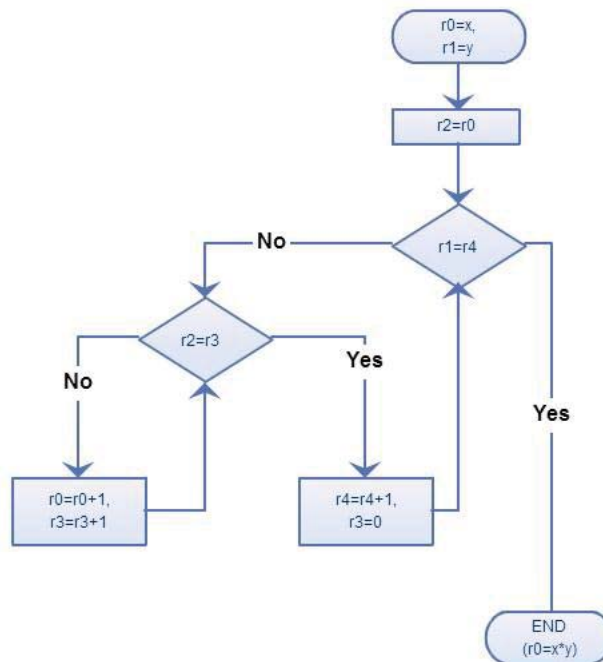 r0=x,
r1=y
r2=r0
r1=r4
No
r2=r3
No
Yes
Yes
r0=r0+1,
r3=r3+1
r4=r4+1,
r3=0
END
(r0=x*y)